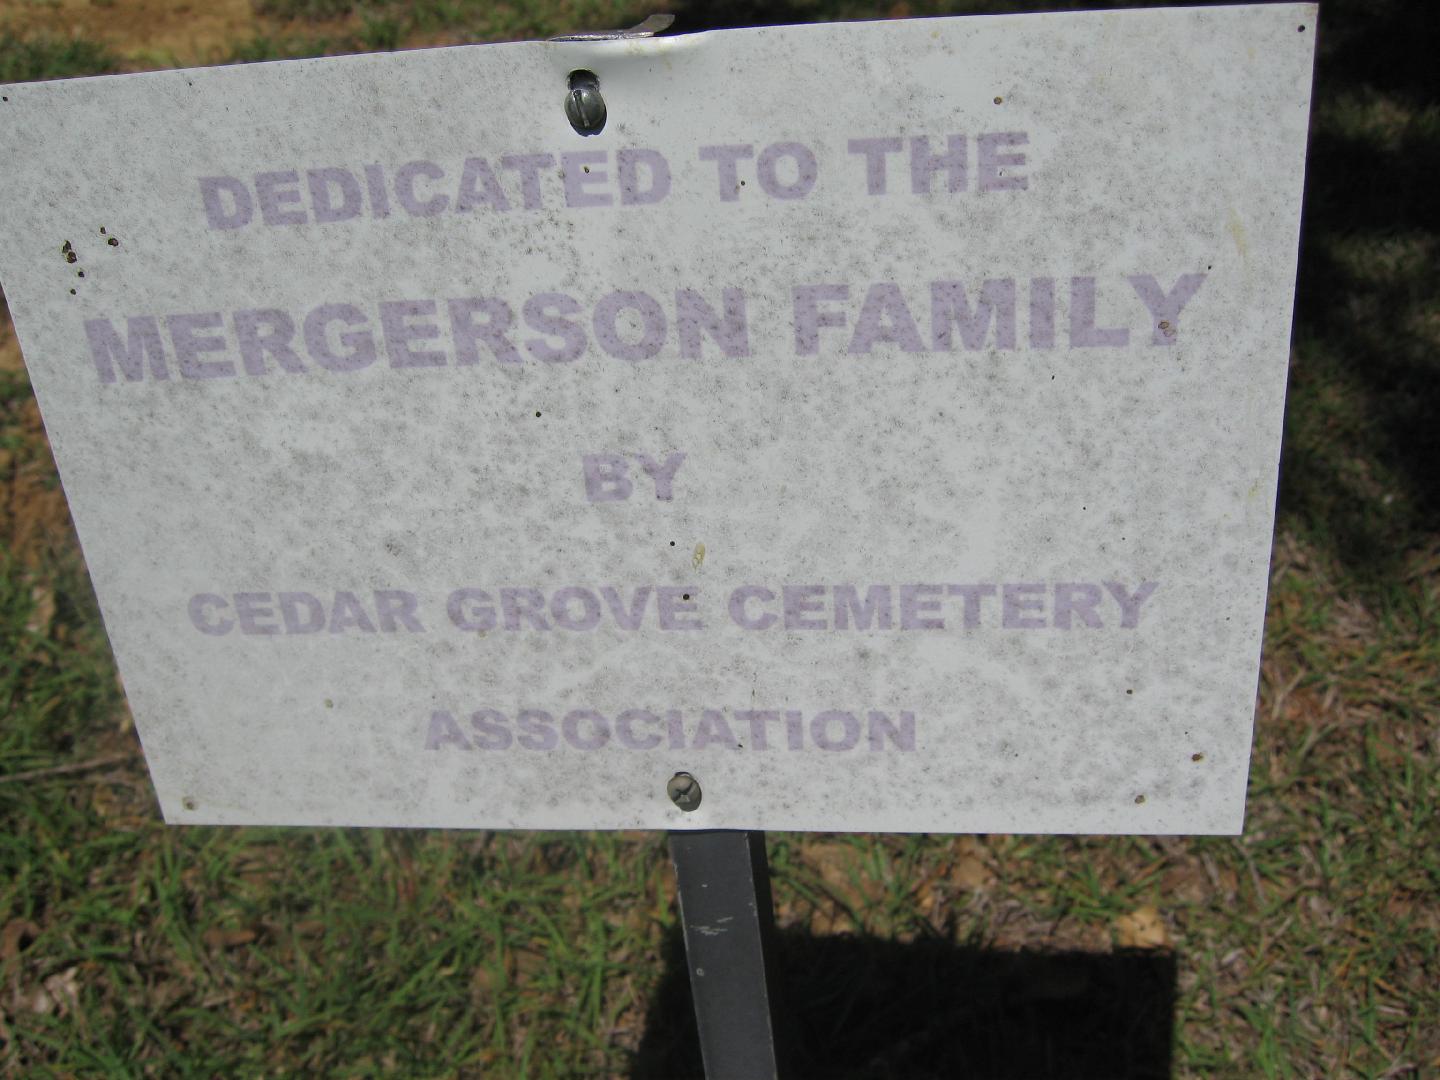 DEDICATED TO THE
MERGERSON FAMILY
BY
CEDAR GROVE CEMETERY
ASSOCIATION